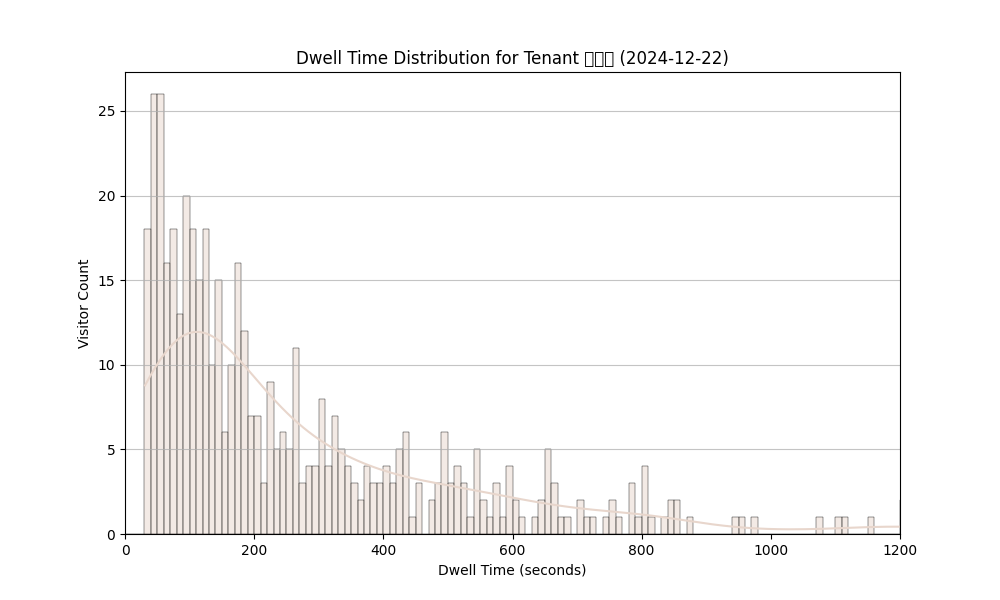 Dwell Time Distribution for Tenant □□□ (2024-12-22)
Visitor Count
25
20
15
10
5
0
0 200 400 600 800 1000 1200
Dwell Time (seconds)